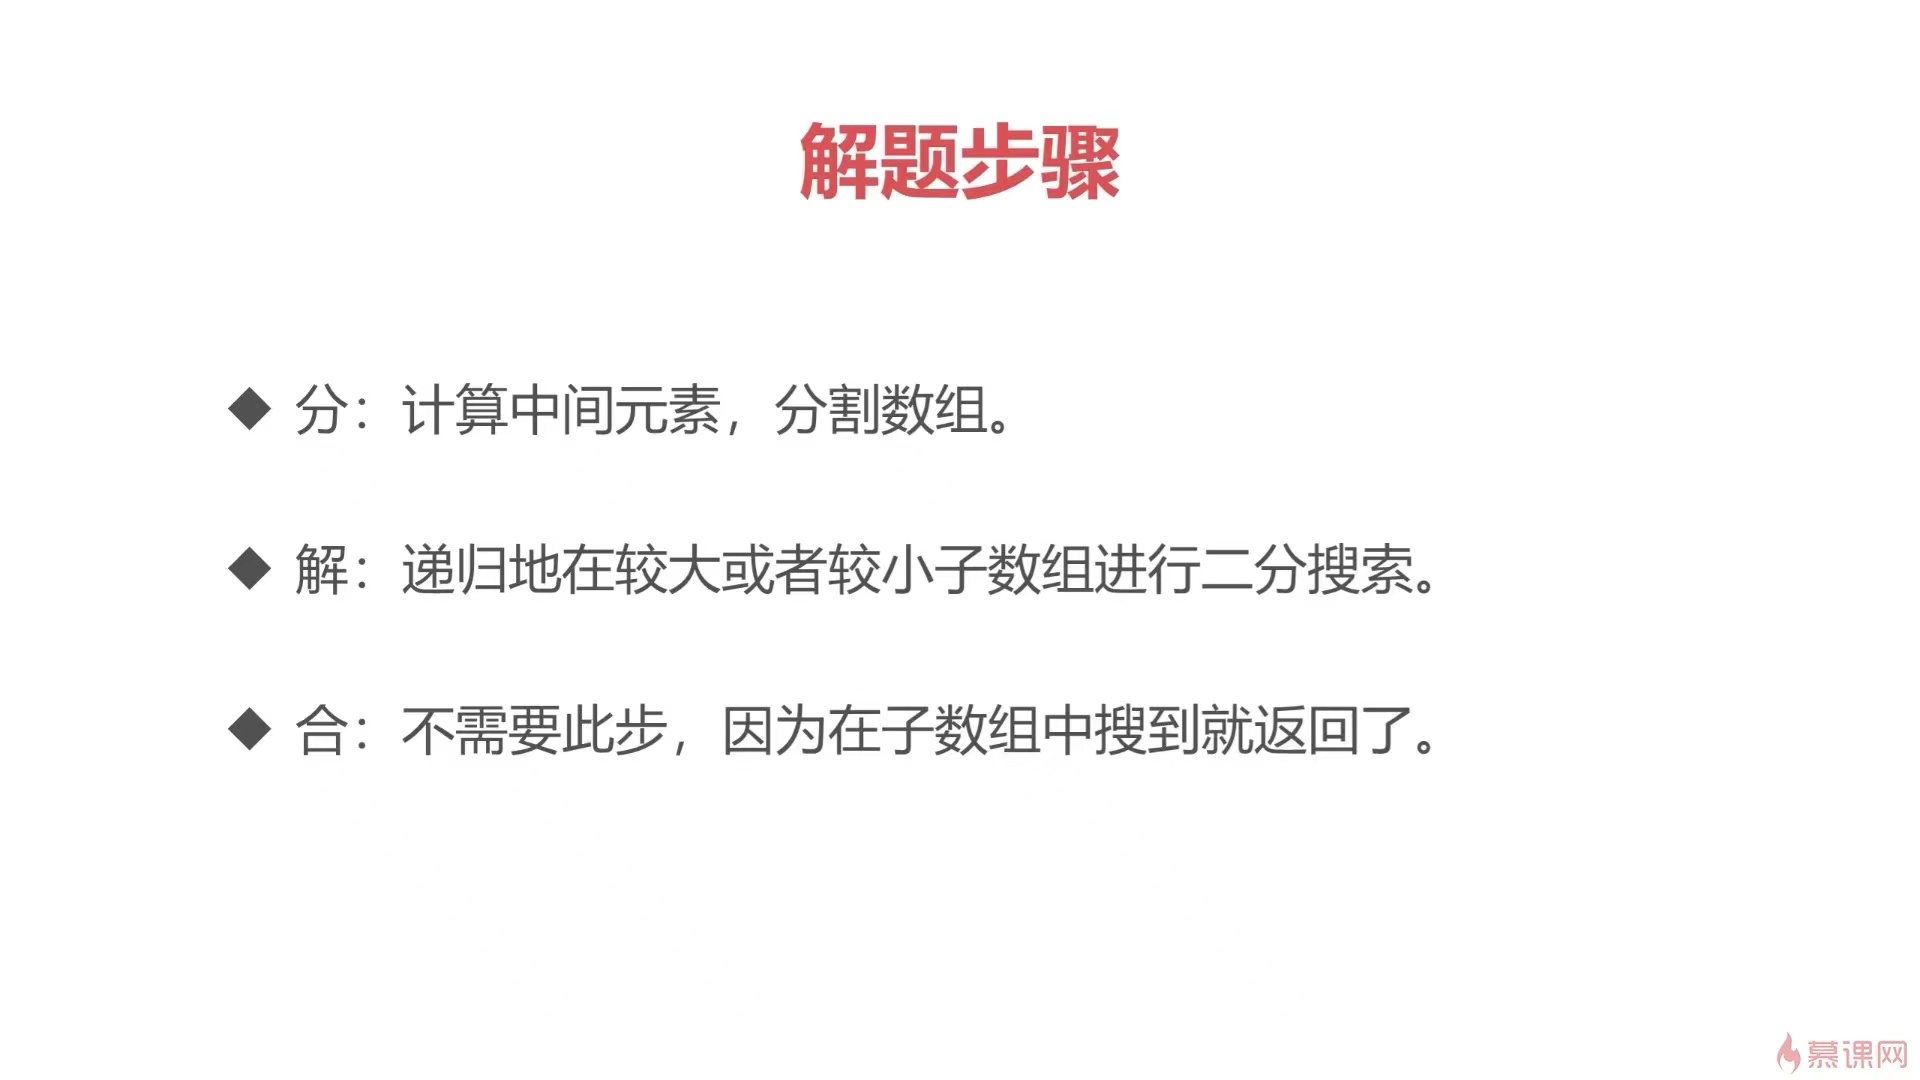 解题步骤
◆ 分：计算中间元素，分割数组。
◆ 解：递归地在较大或者较小子数组进行二分搜索。
◆ 合：不需要此步，因为在子数组中搜到就返回了。
慕课网